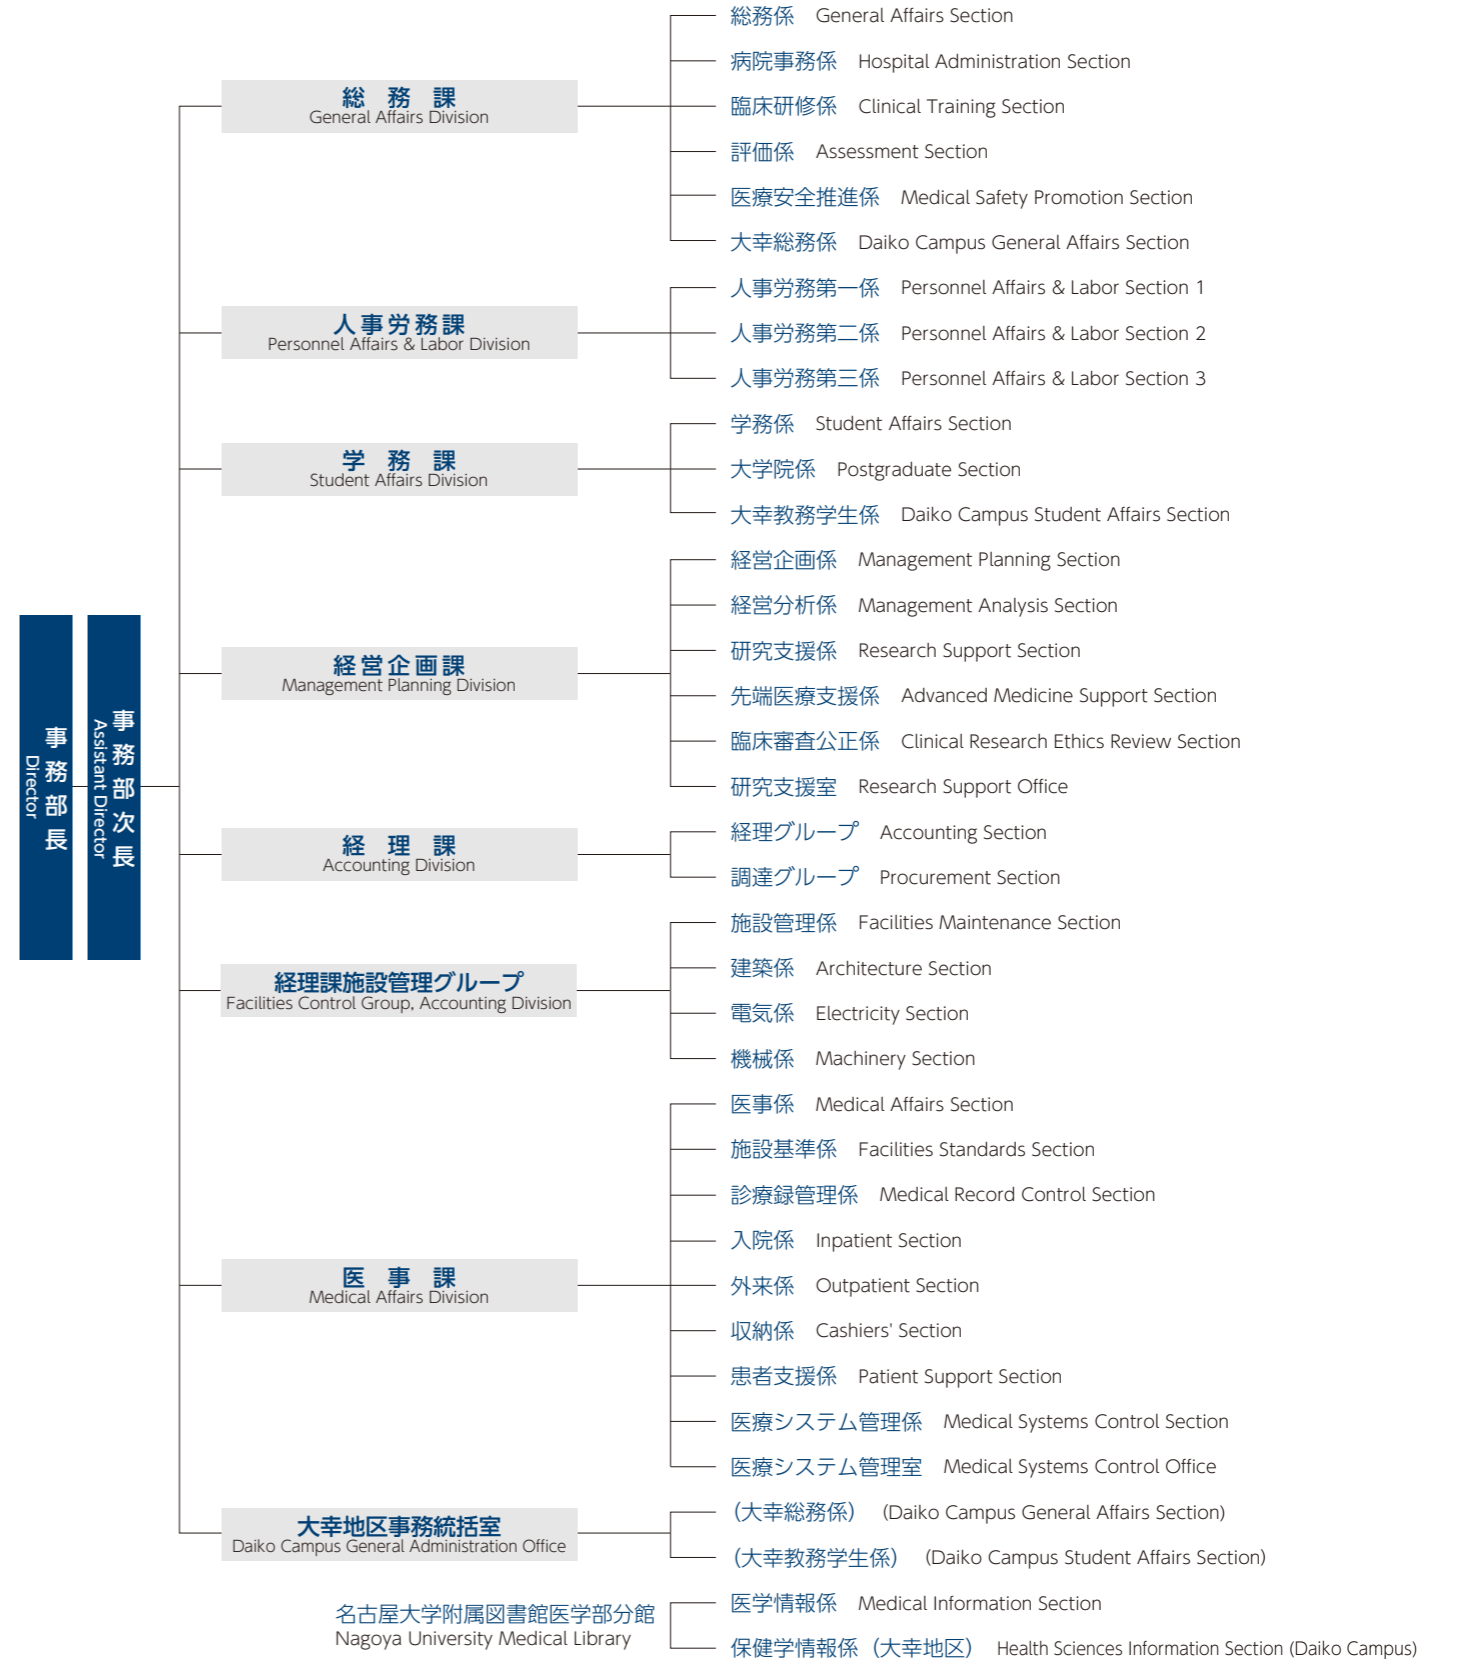 事務部長
Director
事務部次長
Assistant Director
総務課
General Affairs Division
総務係 General Affairs Section
病院事務係 Hospital Administration Section
臨床研修係 Clinical Training Section
評価係 Assessment Section
医療安全推進係 Medical Safety Promotion Section
大幸総務係 Daiko Campus General Affairs Section
人事労務課
Personnel Affairs & Labor Division
人事労務第一係 Personnel Affairs & Labor Section 1
人事労務第二係 Personnel Affairs & Labor Section 2
人事労務第三係 Personnel Affairs & Labor Section 3
学務課
Student Affairs Division
学務係 Student Affairs Section
大学院係 Postgraduate Section
大幸教務学生係 Daiko Campus Student Affairs Section
経営企画課
Management Planning Division
経営企画係 Management Planning Section
経営分析係 Management Analysis Section
研究支援係 Research Support Section
先端医療支援係 Advanced Medicine Support Section
臨床審査公正係 Clinical Research Ethics Review Section
研究支援室 Research Support Office
経理課
Accounting Division
経理グループ Accounting Section
調達グループ Procurement Section
経理課施設管理グループ
Facilities Control Group, Accounting Division
施設管理係 Facilities Maintenance Section
建築係 Architecture Section
電気係 Electricity Section
機械係 Machinery Section
医事課
Medical Affairs Division
医事係 Medical Affairs Section
施設基準係 Facilities Standards Section
診療録管理係 Medical Record Control Section
入院係 Inpatient Section
外来係 Outpatient Section
収納係 Cashiers' Section
患者支援係 Patient Support Section
医療システム管理係 Medical Systems Control Section
医療システム管理室 Medical Systems Control Office
大幸地区事務統括室
Daiko Campus General Administration Office
（大幸総務係） (Daiko Campus General Affairs Section)
（大幸教務学生係） (Daiko Campus Student Affairs Section)
名古屋大学附属図書館医学部分館
Nagoya University Medical Library
医学情報係 Medical Information Section
保健学情報係（大幸地区） Health Sciences Information Section (Daiko Campus)